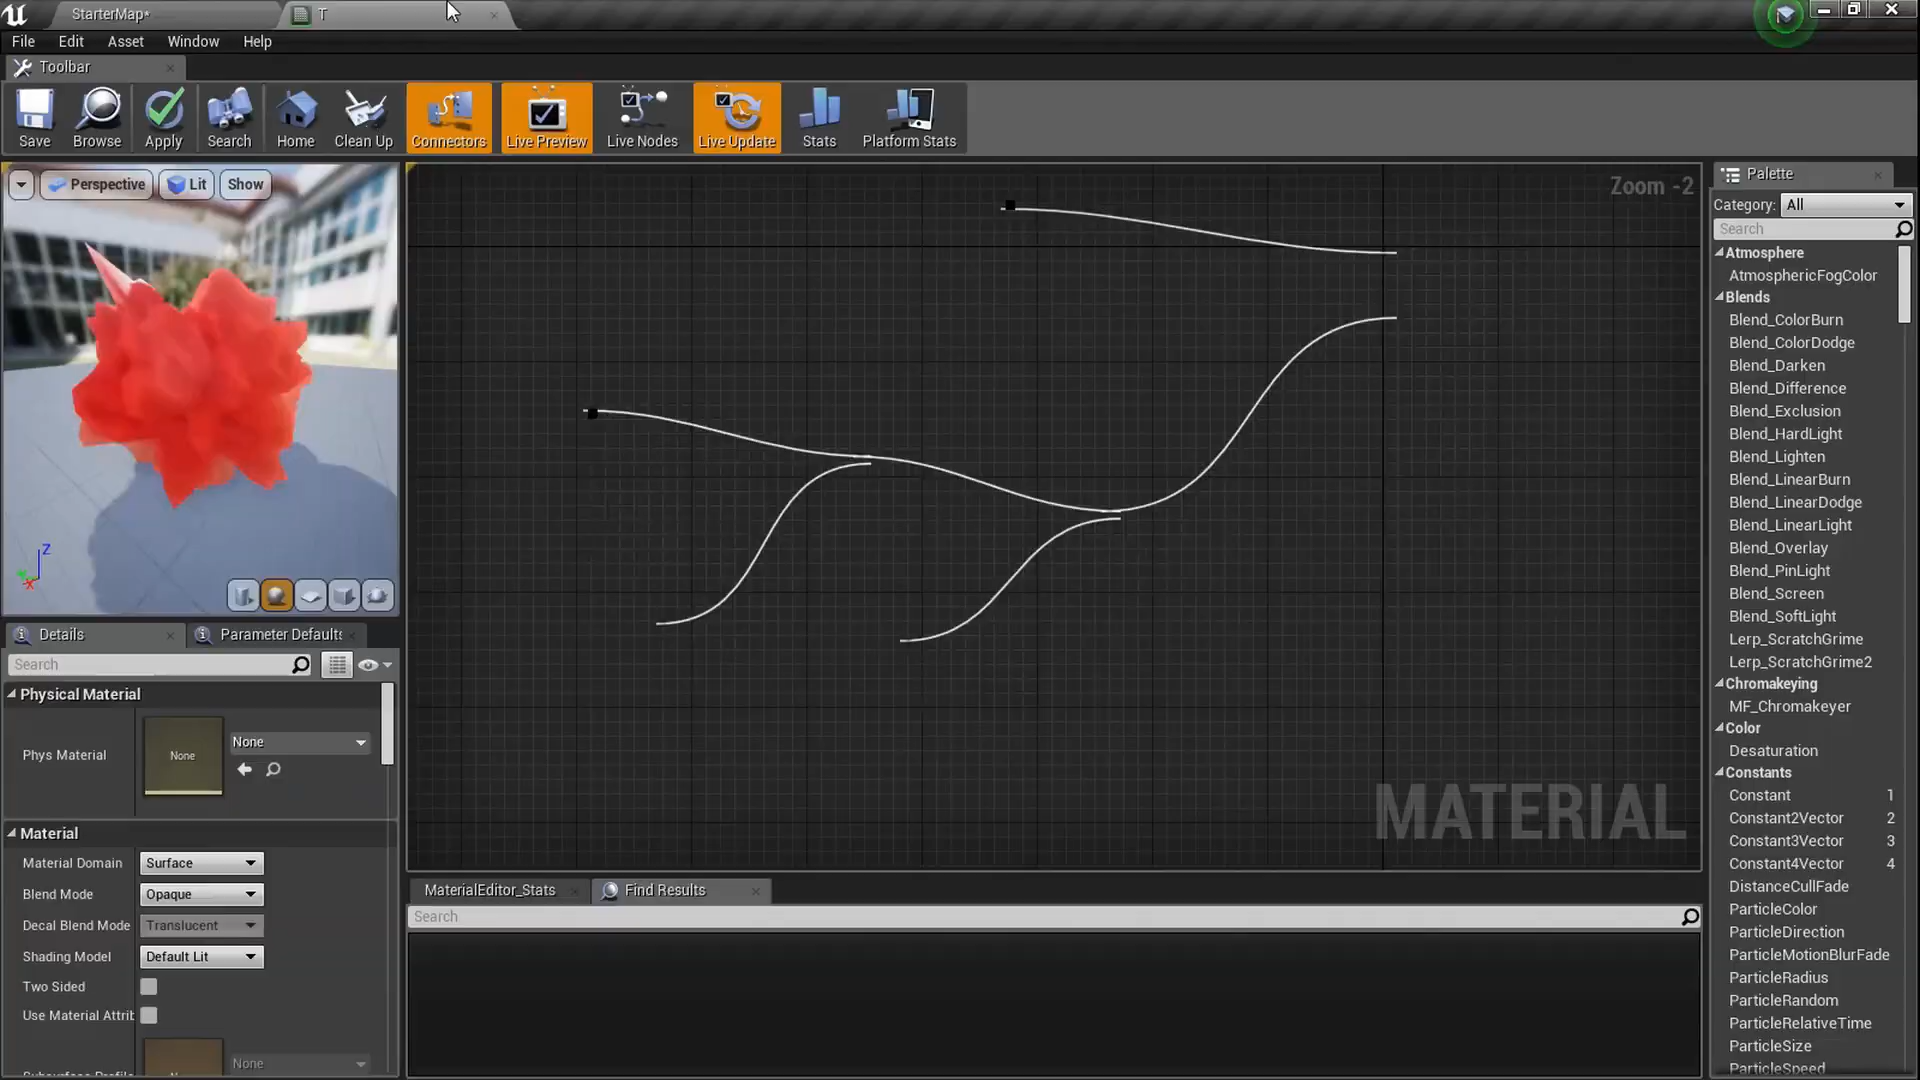 StarterMap*
T
File Edit Asset Window Help
Toolbar
Save Browse Apply Search Home Clean Up Connectors Live Preview Live Nodes Live Update Stats Platform Stats
Perspective Lit Show
Z
X
Zoom -2
MATERIAL
Details
Parameter Defaults
Search
Physical Material
Phys Material
None
None
Material
Material Domain Surface
Blend Mode Opaque
Decal Blend Mode Translucent
Shading Model Default Lit
Two Sided
Use Material Attrib
None
MaterialEditor_Stats
Find Results
Search
Palette
Category: All
Search
Atmosphere
AtmosphericFogColor
Blends
Blend_ColorBurn
Blend_ColorDodge
Blend_Darken
Blend_Difference
Blend_Exclusion
Blend_HardLight
Blend_Lighten
Blend_LinearBurn
Blend_LinearDodge
Blend_LinearLight
Blend_Overlay
Blend_PinLight
Blend_Screen
Blend_SoftLight
Lerp_ScratchGrime
Lerp_ScratchGrime2
Chromakeying
MF_Chromakeyer
Color
Desaturation
Constants
Constant 1
Constant2Vector 2
Constant3Vector 3
Constant4Vector 4
DistanceCullFade
ParticleColor
ParticleDirection
ParticleMotionBlurFade
ParticleRadius
ParticleRandom
ParticleRelativeTime
ParticleSize
ParticleSpeed